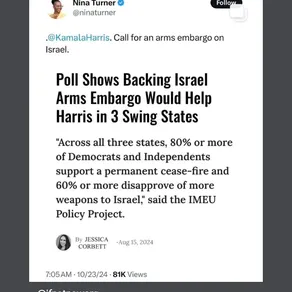 Nina Turner
@ninaturner
Follow
.@KamalaHarris. Call for an arms embargo on
Israel.
Poll Shows Backing Israel
Arms Embargo Would Help
Harris in 3 Swing States
"Across all three states, 80% or more
of Democrats and Independents
support a permanent cease-fire and
60% or more disapprove of more
weapons to Israel," said the IMEU
Policy Project.
By JESSICA
CORBETT
-Aug 15, 2024
7:05 AM · 10/23/24 · 81K Views